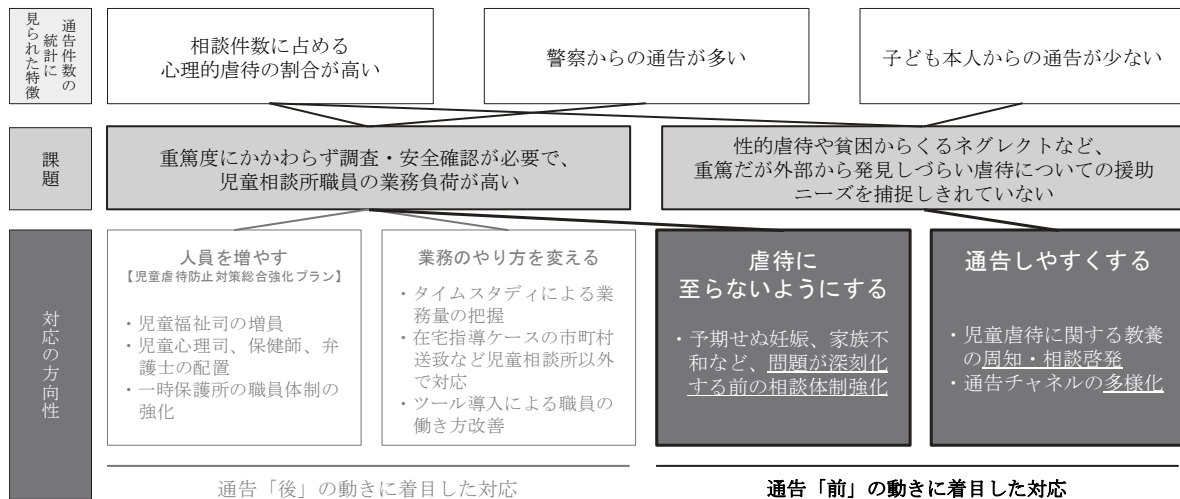 通告件数の
統計に
見られた特徴
相談件数に占める
心理的虐待の割合が高い
警察からの通告が多い
子ども本人からの通告が少ない
課題
重篤度にかかわらず調査・安全確認が必要で、
児童相談所職員の業務負荷が高い
性的虐待や貧困からくるネグレクトなど、
重篤だが外部から発見しづらい虐待についての援助
ニーズを捕捉しきれていない
対応の方向性
人員を増やす
【児童虐待防止対策総合強化プラン】
・児童福祉司の増員
・児童心理司、保健師、弁
護士の配置
・一時保護所の職員体制の
強化
業務のやり方を変える
・タイムスタディによる業
務量の把握
・在宅指導ケースの市町村
送致など児童相談所以外
で対応
・ツール導入による職員の
働き方改善
虐待に
至らないようにする
・予期せぬ妊娠、家族不
和など、問題が深刻化
する前の相談体制強化
通告しやすくする
・児童虐待に関する教養
の周知・相談啓発
・通告チャネルの多様化
通告「後」の動きに着目した対応
通告「前」の動きに着目した対応